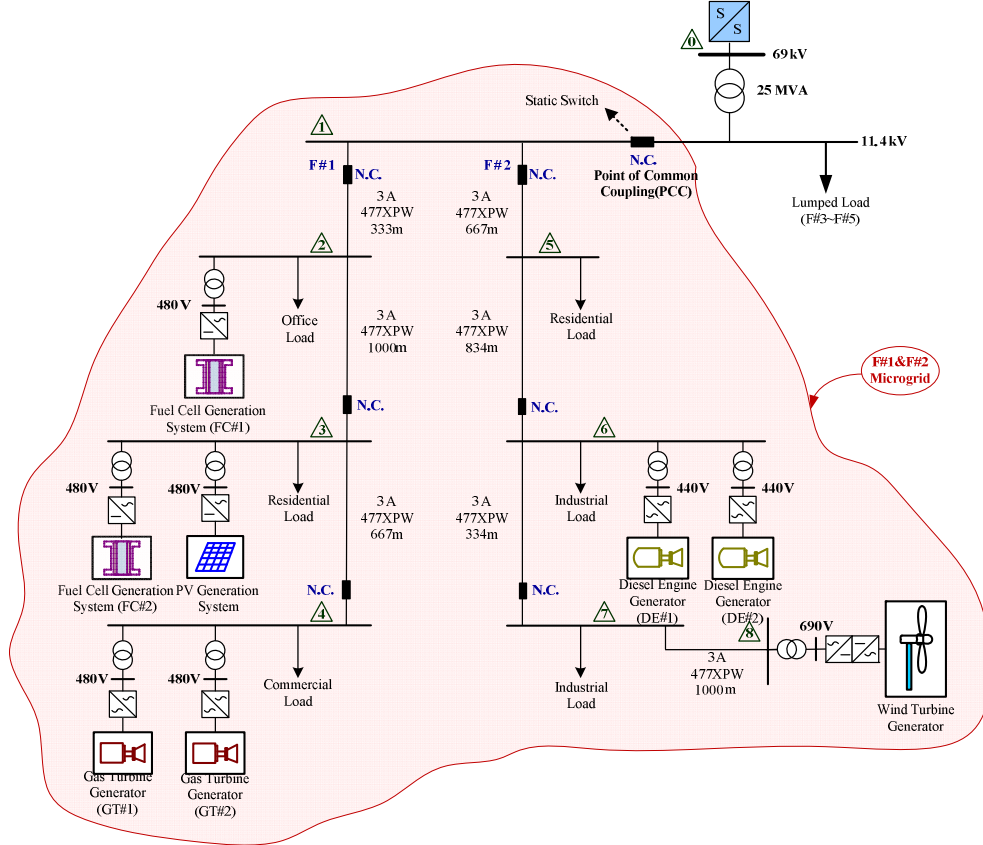 S
S
0
69kV
25 MVA
Static Switch
1
11.4kV
F#1
N.C.
F#2
N.C.
N.C.
Point of Common
Coupling(PCC)
Lumped Load
(F#3~F#5)
3A
477XPW
333m
3A
477XPW
667m
2
5
480V
Office
Load
Residential
Load
3A
477XPW
1000m
3A
477XPW
834m
Fuel Cell Generation
System (FC#1)
F#1&F#2
Microgrid
N.C.
N.C.
3
6
480V
480V
Residential
Load
3A
477XPW
667m
3A
477XPW
334m
Industrial
Load
440V
440V
Fuel Cell Generation
System (FC#2)
PV Generation
System
N.C.
N.C.
Diesel Engine
Generator
(DE#1)
Diesel Engine
Generator
(DE#2)
4
7
8
690V
480V
480V
Commercial
Load
Industrial
Load
3A
477XPW
1000m
Wind Turbine
Generator
Gas Turbine
Generator
(GT#1)
Gas Turbine
Generator
(GT#2)